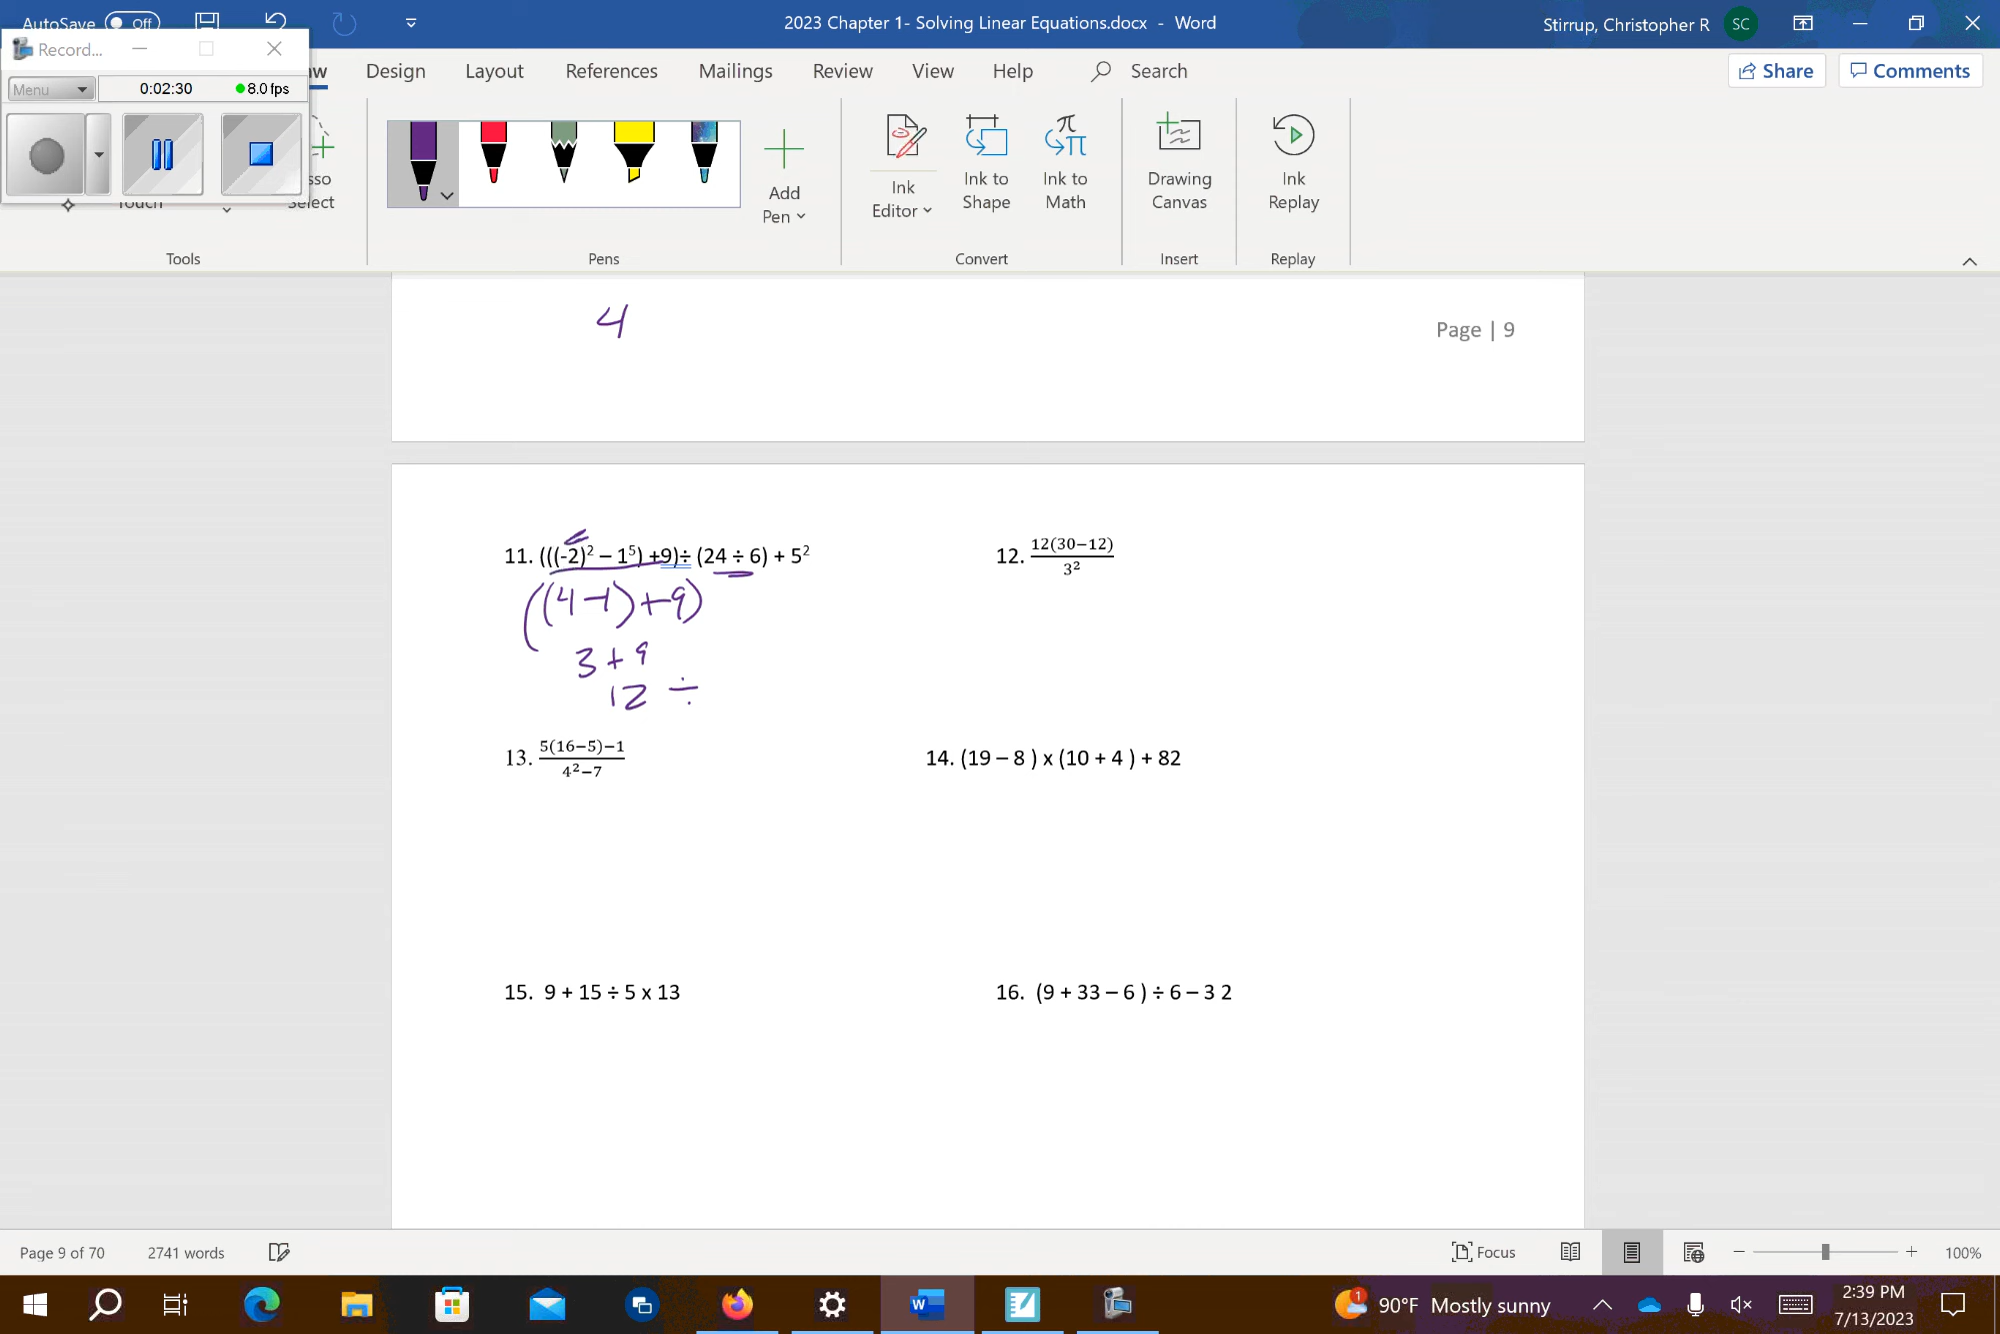 AutoSave Off
2023 Chapter 1- Solving Linear Equations.docx - Word
Stirrup, Christopher R SC
Record...
Menu 0:02:30 8.0 fps
Design Layout References Mailings Review View Help Search
Share Comments
Touch
Select
Add
Pen
Ink
Editor
Ink to
Shape
Ink to
Math
Drawing
Canvas
Ink
Replay
Tools Pens Convert Insert Replay
4
Page | 9
11. (((-2)² – 1⁵) +9)÷ (24 ÷ 6) + 5²
((4-1)+9)
3+9
12 ÷
12. 12(30−12)
3²
13. 5(16−5)−1
4²−7
14. (19 – 8 ) x (10 + 4 ) + 82
15. 9 + 15 ÷ 5 x 13
16. (9 + 33 – 6 ) ÷ 6 – 3 2
Page 9 of 70 2741 words
Focus
100%
90°F Mostly sunny
2:39 PM
7/13/2023